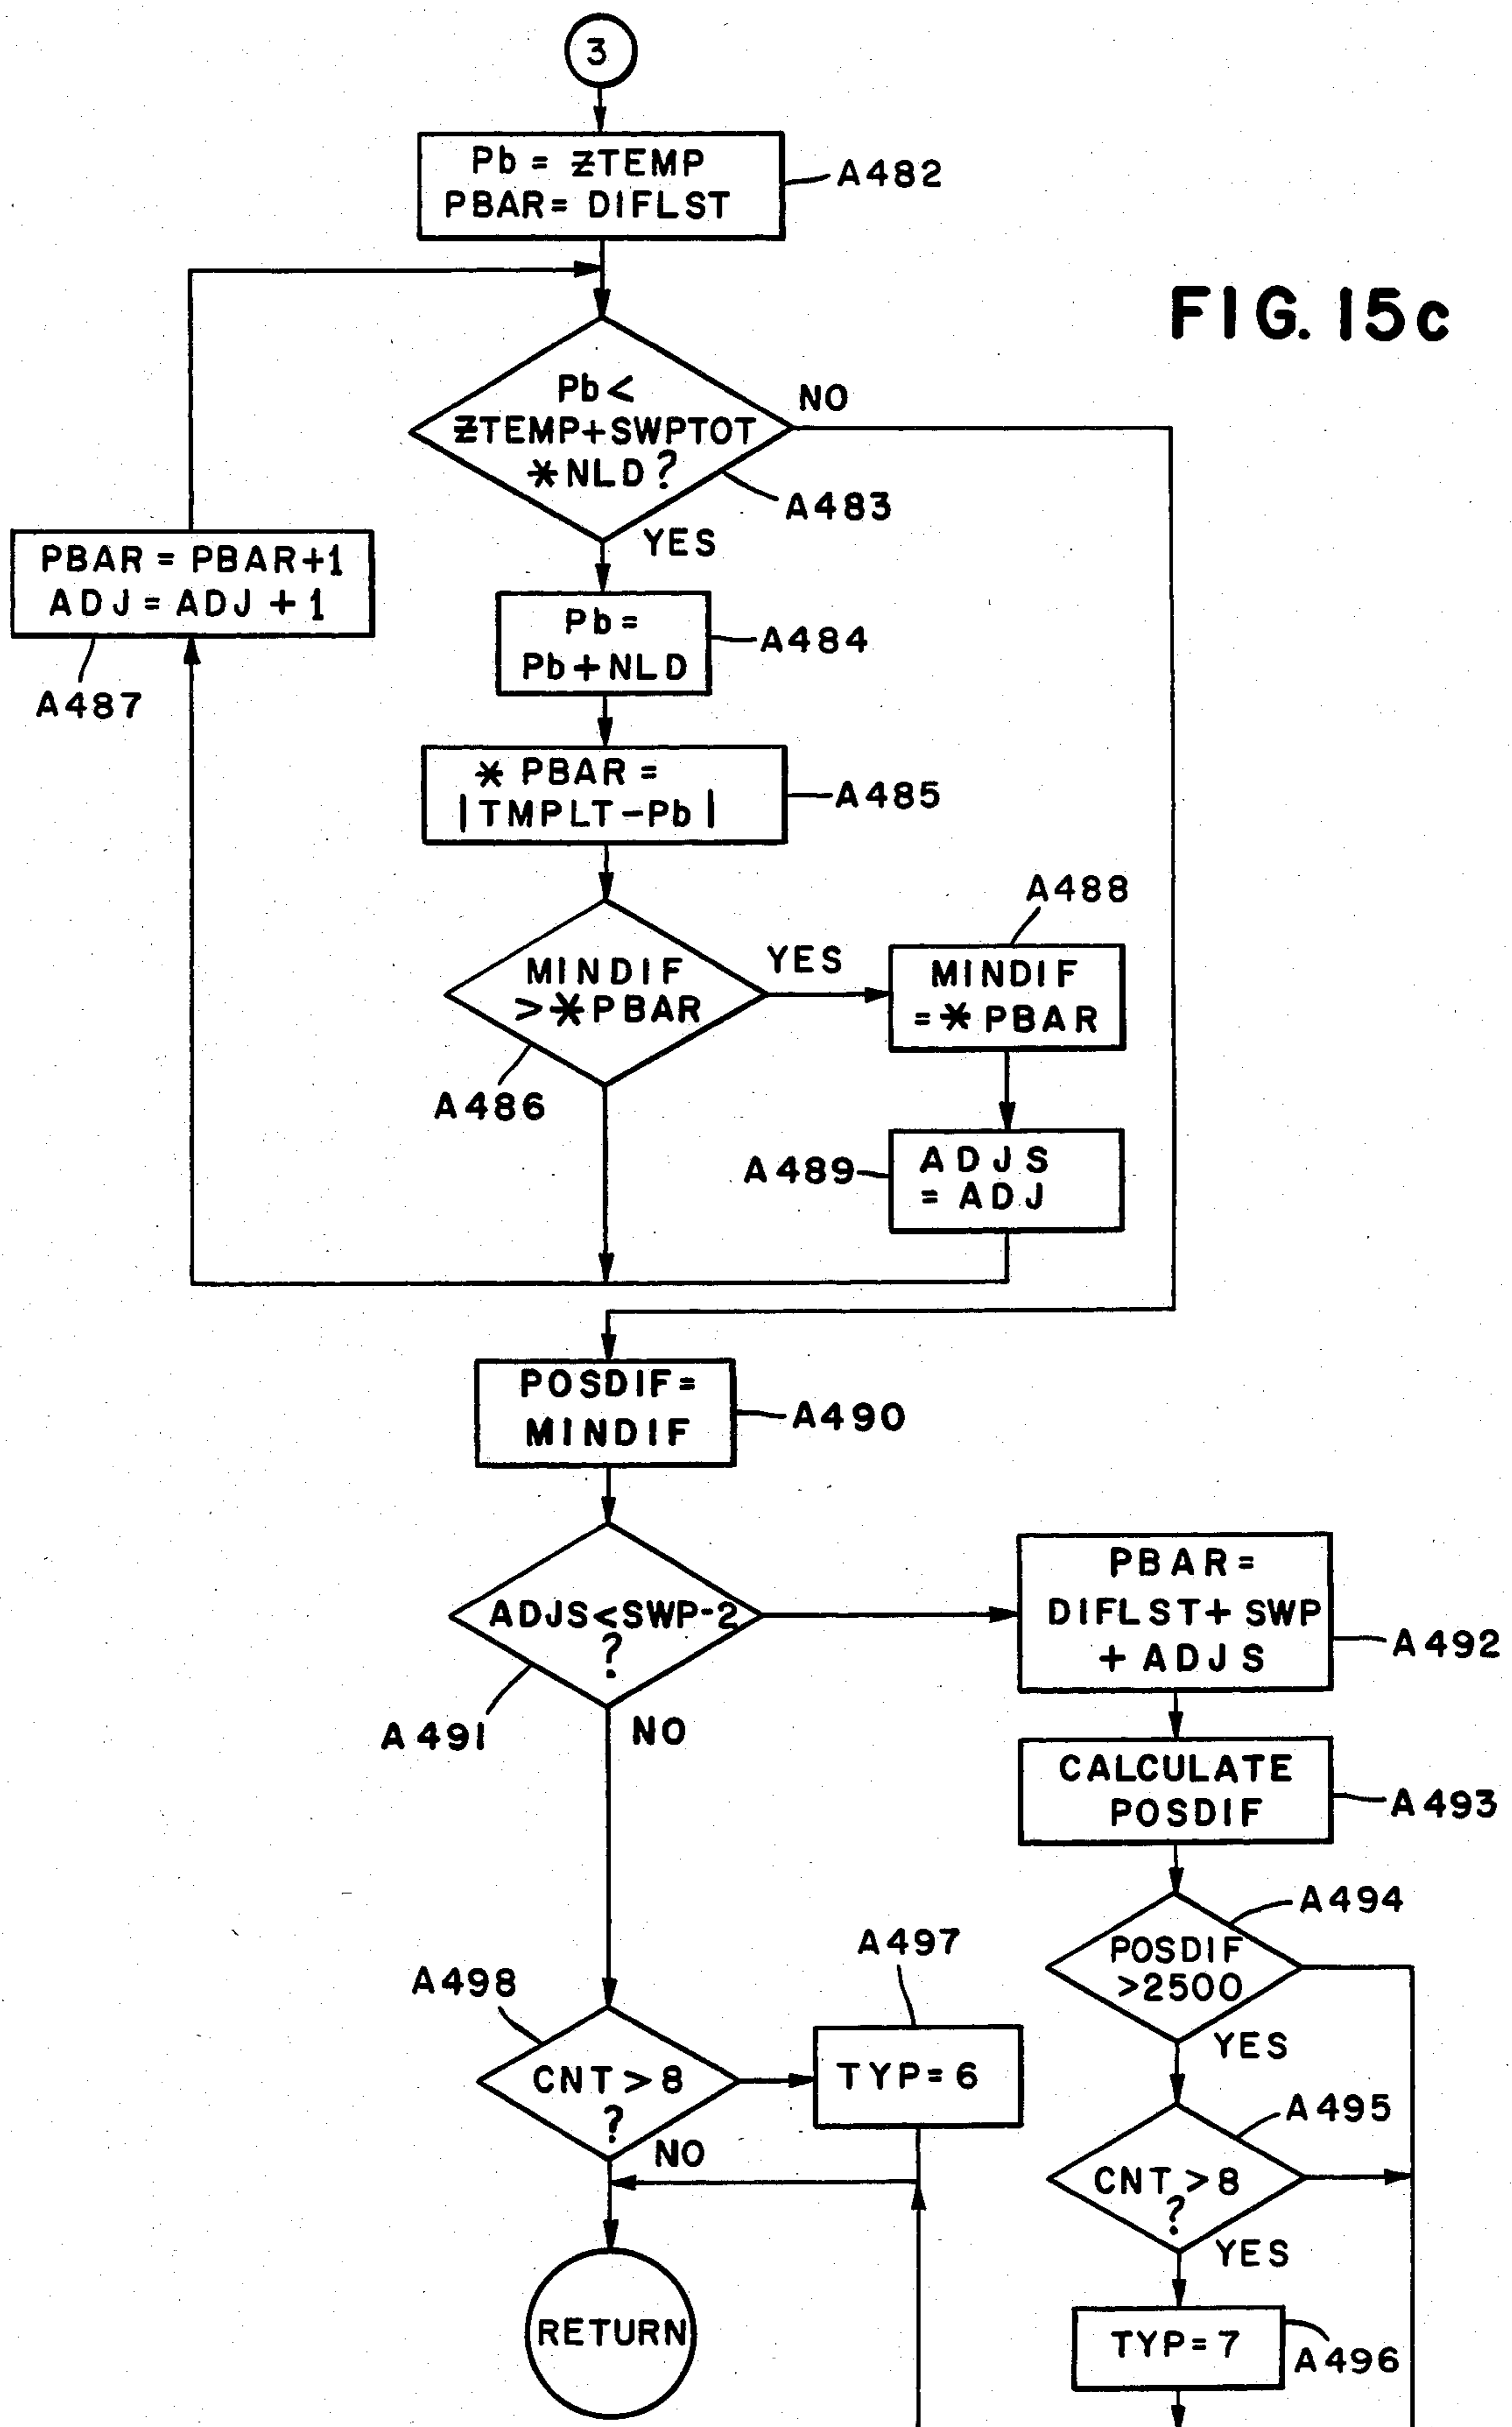 3
Pb = ƵTEMP
PBAR= DIFLST
A482
FIG. 15c
Pb <
ƵTEMP+SWPTOT
*NLD?
NO
A483
YES
PBAR = PBAR+1
ADJ = ADJ +1
A487
Pb =
Pb+NLD
A484
* PBAR =
|TMPLT-Pb|
A485
MINDIF
>*PBAR
YES
A486
A488
MINDIF
=* PBAR
A489
ADJS
= ADJ
POSDIF=
MINDIF
A490
ADJS<SWP-2
?
A491
NO
PBAR=
DIFLST+ SWP
+ ADJS
A492
CALCULATE
POSDIF
A493
A494
POSDIF
>2500
YES
A498
CNT>8
?
NO
A497
TYP=6
A495
CNT>8
?
YES
RETURN
TYP=7
A496